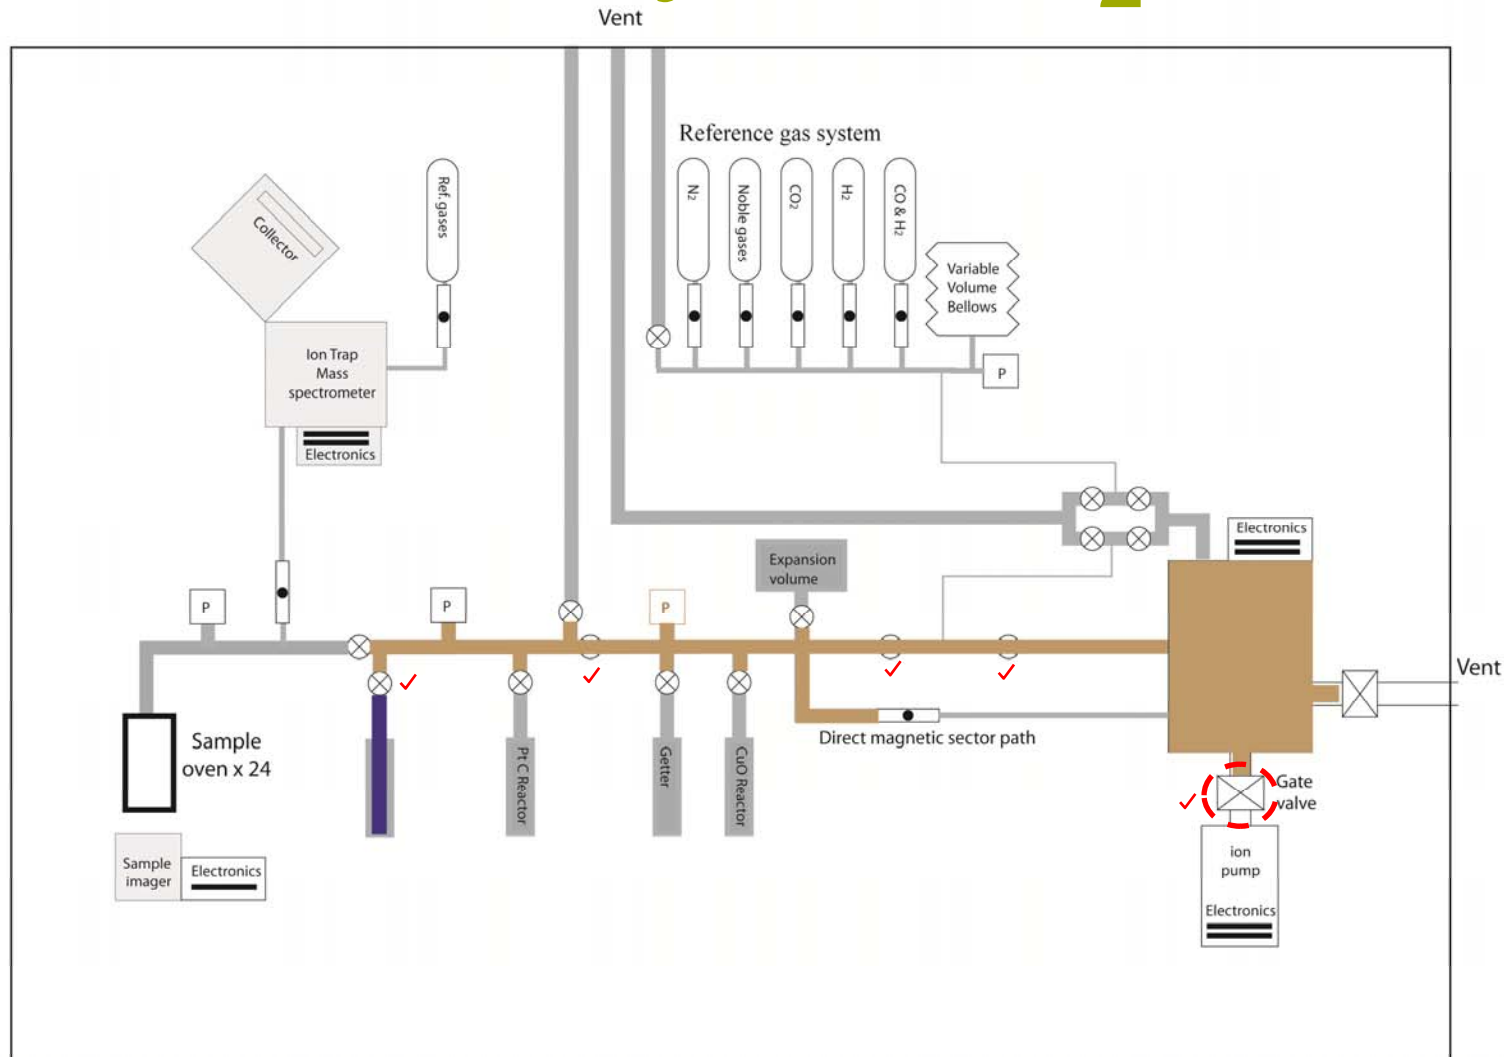 Vent
Reference gas system
Ref. gases
N2
Noble gases
CO2
H2
CO & H2
Collector
Variable
Volume
Bellows
Ion Trap
Mass
spectrometer
P
Electronics
Electronics
Expansion
volume
P
P
P
Vent
Sample
oven x 24
Direct magnetic sector path
Pt C Reactor
Getter
CuO Reactor
Gate
valve
Sample
imager
Electronics
ion
pump
Electronics